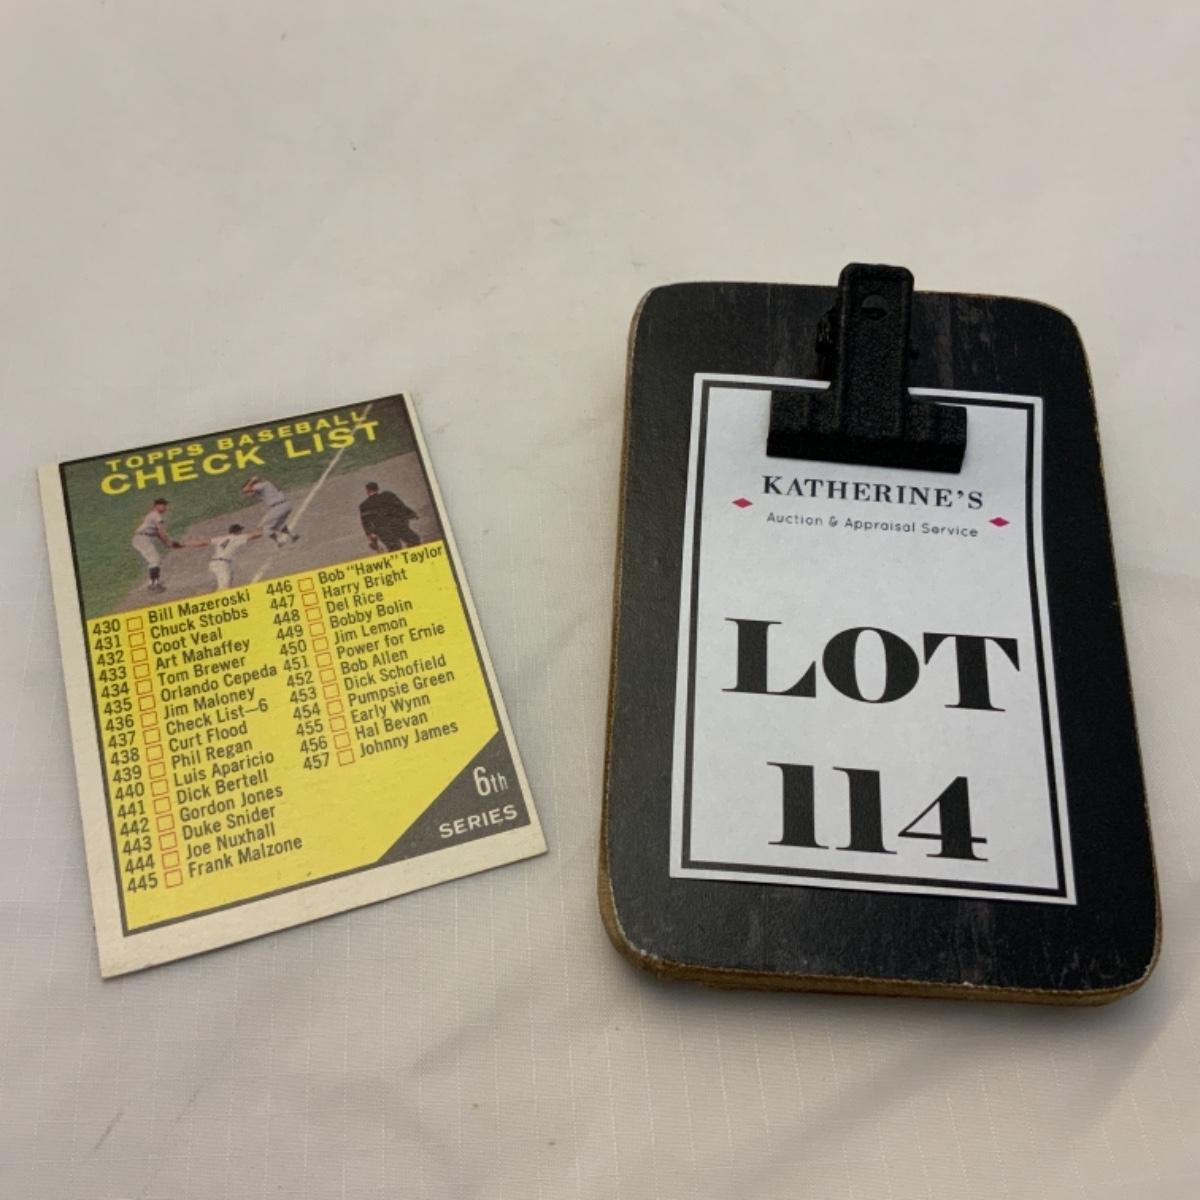 TOPPS BASEBALL
CHECK LIST
430 Bill Mazeroski
431 Chuck Stobbs
432 Coot Veal
433 Art Mahaffey
434 Tom Brewer
435 Orlando Cepeda
436 Jim Maloney
437 Check List—6
438 Curt Flood
439 Phil Regan
440 Luis Aparicio
441 Dick Bertell
442 Gordon Jones
443 Duke Snider
444 Joe Nuxhall
445 Frank Malzone
446 Bob "Hawk" Taylor
447 Harry Bright
448 Del Rice
449 Bobby Bolin
450 Jim Lemon
451 Power for Ernie
452 Bob Allen
453 Dick Schofield
454 Pumpsie Green
455 Early Wynn
456 Hal Bevan
457 Johnny James
6th
SERIES
KATHERINE'S
Auction & Appraisal Service
LOT
114